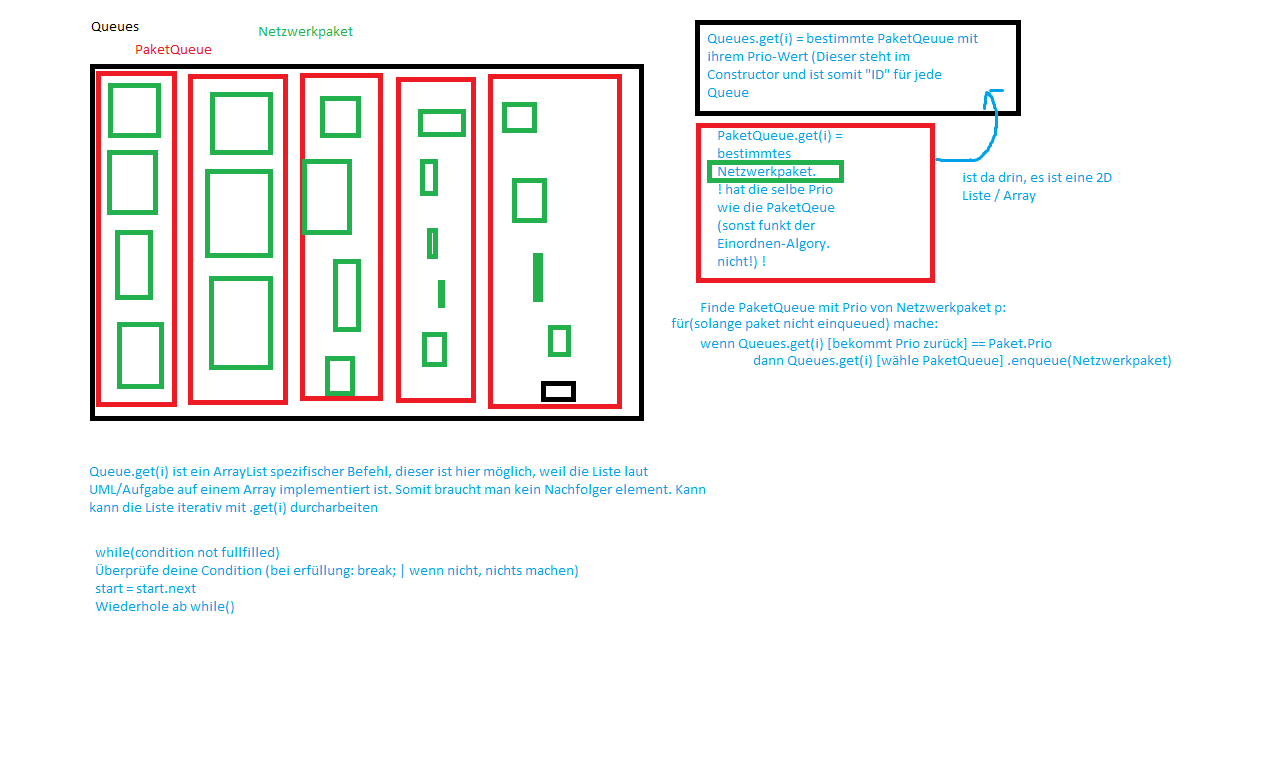 Queues
Netzwerkpaket
PaketQueue
Queues.get(i) = bestimmte PaketQeuue mit
ihrem Prio-Wert (Dieser steht im
Constructor und ist somit "ID" für jede
Queue
PaketQueue.get(i) =
bestimmtes
Netzwerkpaket.
! hat die selbe Prio
wie die PaketQeue
(sonst funkt der
Einordnen-Algory.
nicht!) !
ist da drin, es ist eine 2D
Liste / Array
Finde PaketQueue mit Prio von Netzwerkpaket p:
für(solange paket nicht einqueued) mache:
wenn Queues.get(i) [bekommt Prio zurück] == Paket.Prio
dann Queues.get(i) [wähle PaketQueue] .enqueue(Netzwerkpaket)
Queue.get(i) ist ein ArrayList spezifischer Befehl, dieser ist hier möglich, weil die Liste laut
UML/Aufgabe auf einem Array implementiert ist. Somit braucht man kein Nachfolger element. Kann
kann die Liste iterativ mit .get(i) durcharbeiten
while(condition not fullfilled)
Überprüfe deine Condition (bei erfüllung: break; | wenn nicht, nichts machen)
start = start.next
Wiederhole ab while()